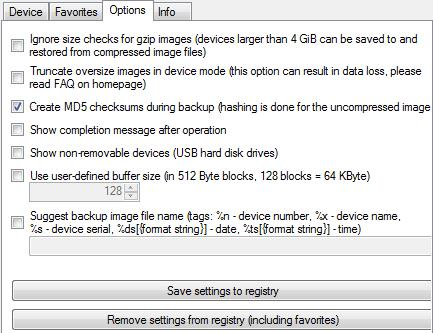 Device Favorites Options Info
Ignore size checks for gzip images (devices larger than 4 GiB can be saved to and
restored from compressed image files)
Truncate oversize images in device mode (this option can result in data loss, please
read FAQ on homepage)
Create MD5 checksums during backup (hashing is done for the uncompressed image
Show completion message after operation
Show non-removable devices (USB hard disk drives)
Use user-defined buffer size (in 512 Byte blocks, 128 blocks = 64 KByte)
128
Suggest backup image file name (tags: %n - device number, %x - device name,
%s - device serial, %ds[{format string}] - date, %ts[{format string}] - time)
Save settings to registry
Remove settings from registry (including favorites)